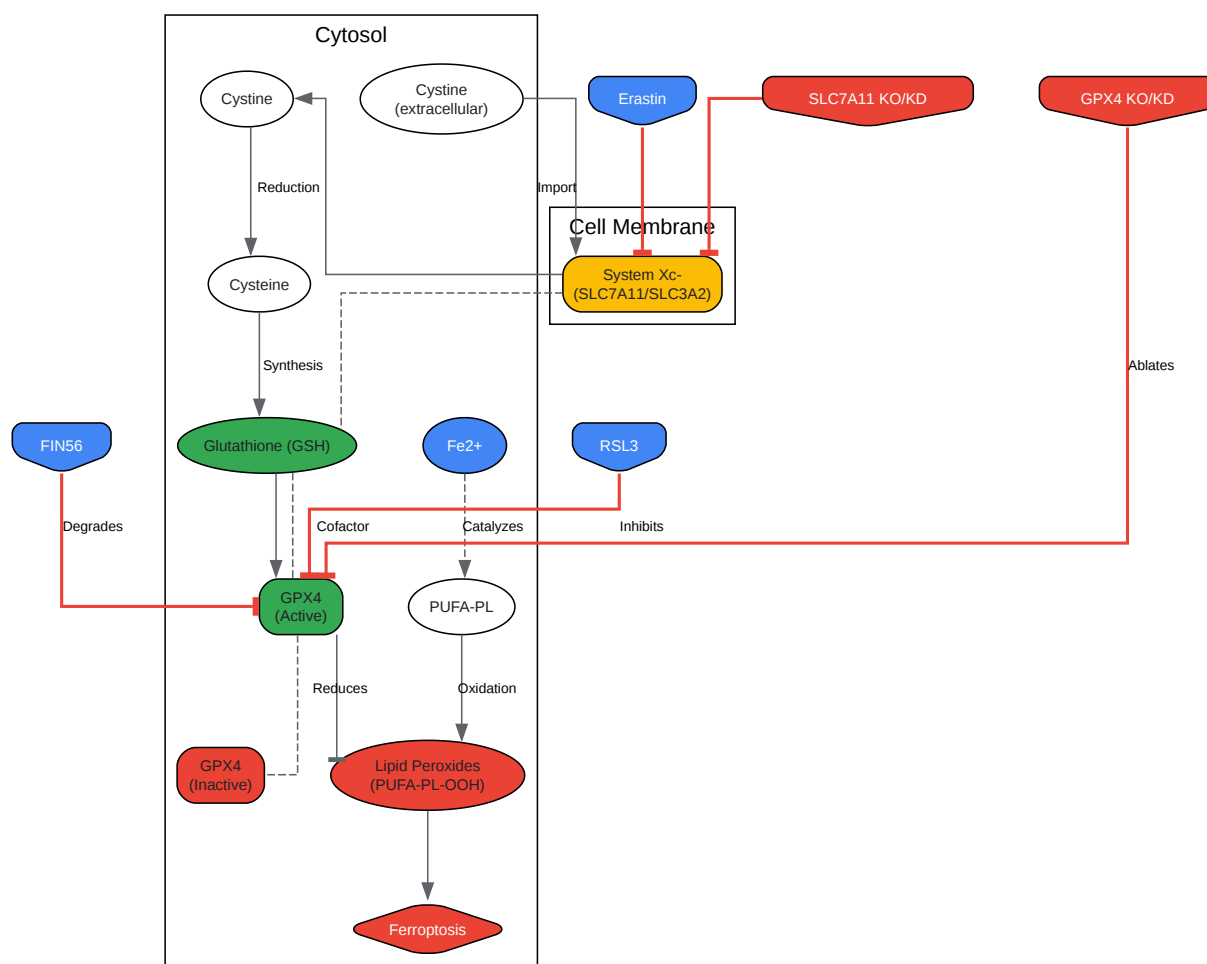 Cytosol
Cystine
Cystine
(extracellular)
Erastin
SLC7A11 KO/KD
GPX4 KO/KD
Reduction
Import
Cell Membrane
Cysteine
System Xc-
(SLC7A11/SLC3A2)
Synthesis
Ablates
FIN56
Glutathione (GSH)
Fe2+
RSL3
Degrades
Cofactor
Catalyzes
Inhibits
GPX4
(Active)
PUFA-PL
Reduces
Oxidation
GPX4
(Inactive)
Lipid Peroxides
(PUFA-PL-OOH)
Ferroptosis